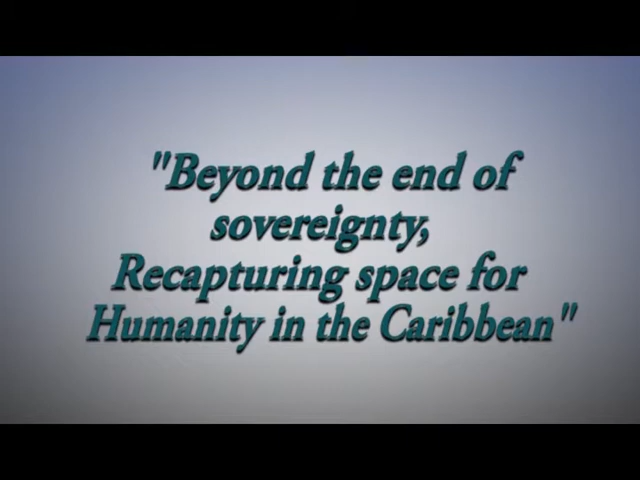 "Beyond the end of
sovereignty,
Recapturing space for
Humanity in the Caribbean"